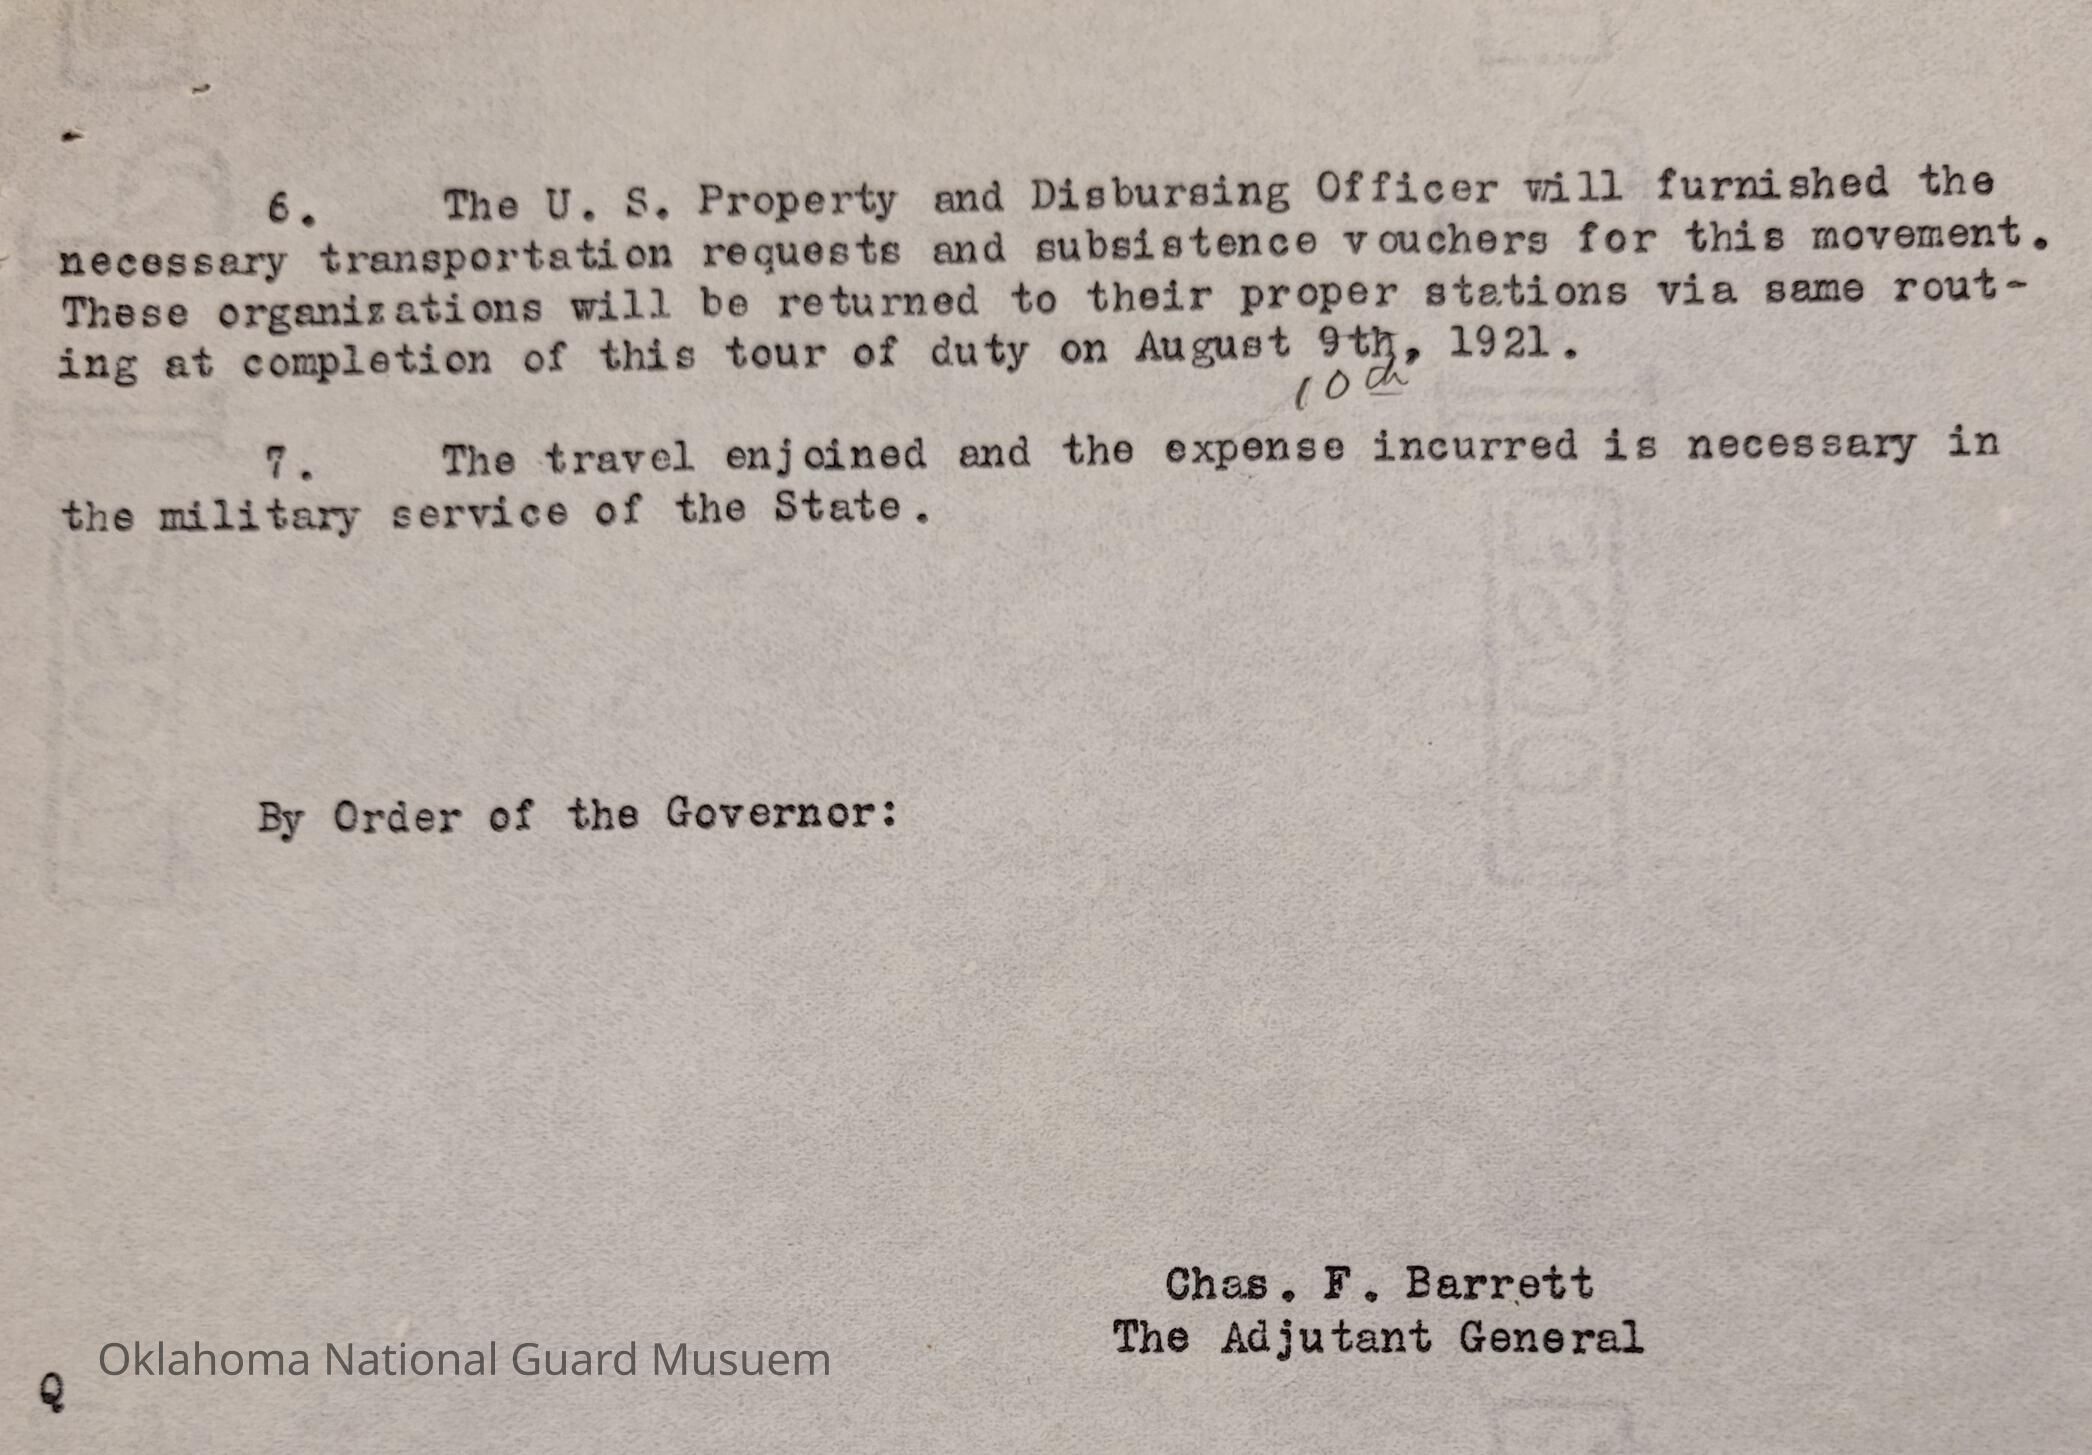 6. The U. S. Property and Disbursing Officer will furnished the
necessary transportation requests and subsistence vouchers for this movement.
These organizations will be returned to their proper stations via same rout-
ing at completion of this tour of duty on August 9th, 1921.
10th
7. The travel enjoined and the expense incurred is necessary in
the military service of the State.
By Order of the Governor:
Chas. F. Barrett
The Adjutant General
Oklahoma National Guard Musuem
Q